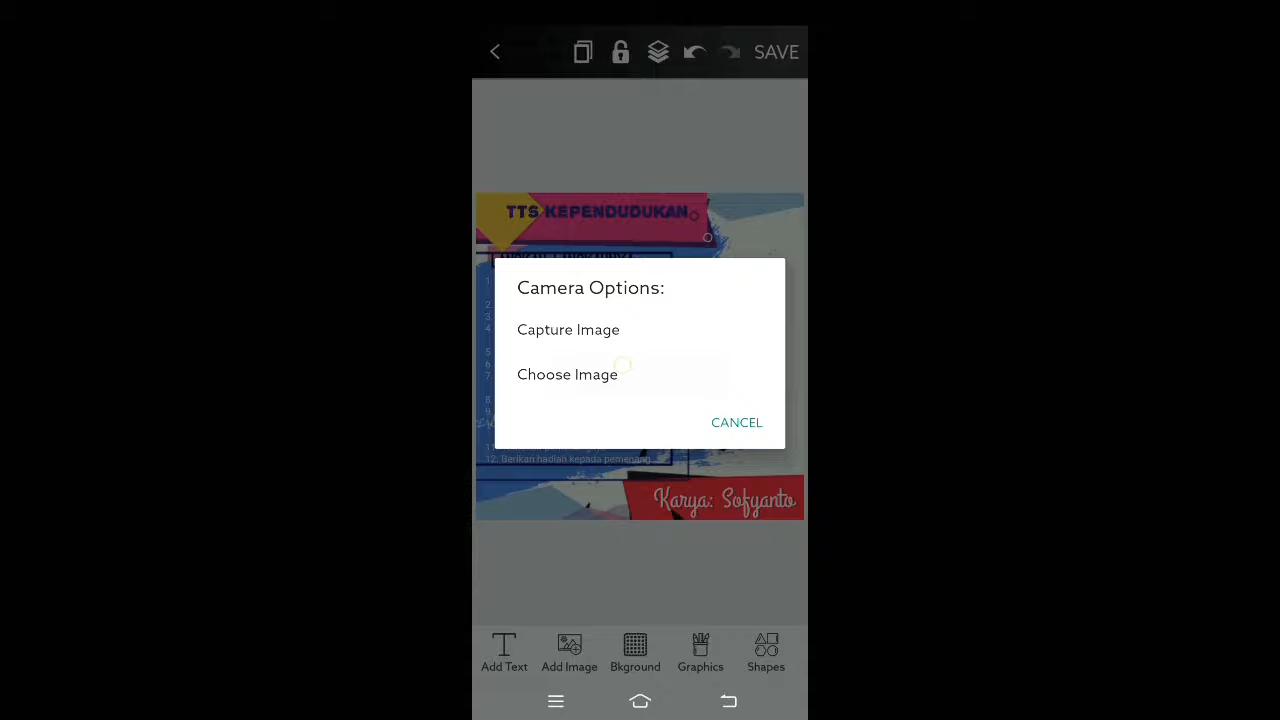 SAVE
TTS KEPENDUDUKAN
Camera Options:
Capture Image
Choose Image
CANCEL
12. Berikan hadiah kepada pemenang
Karya: Sofyanto
Add Text Add Image Bkground Graphics Shapes